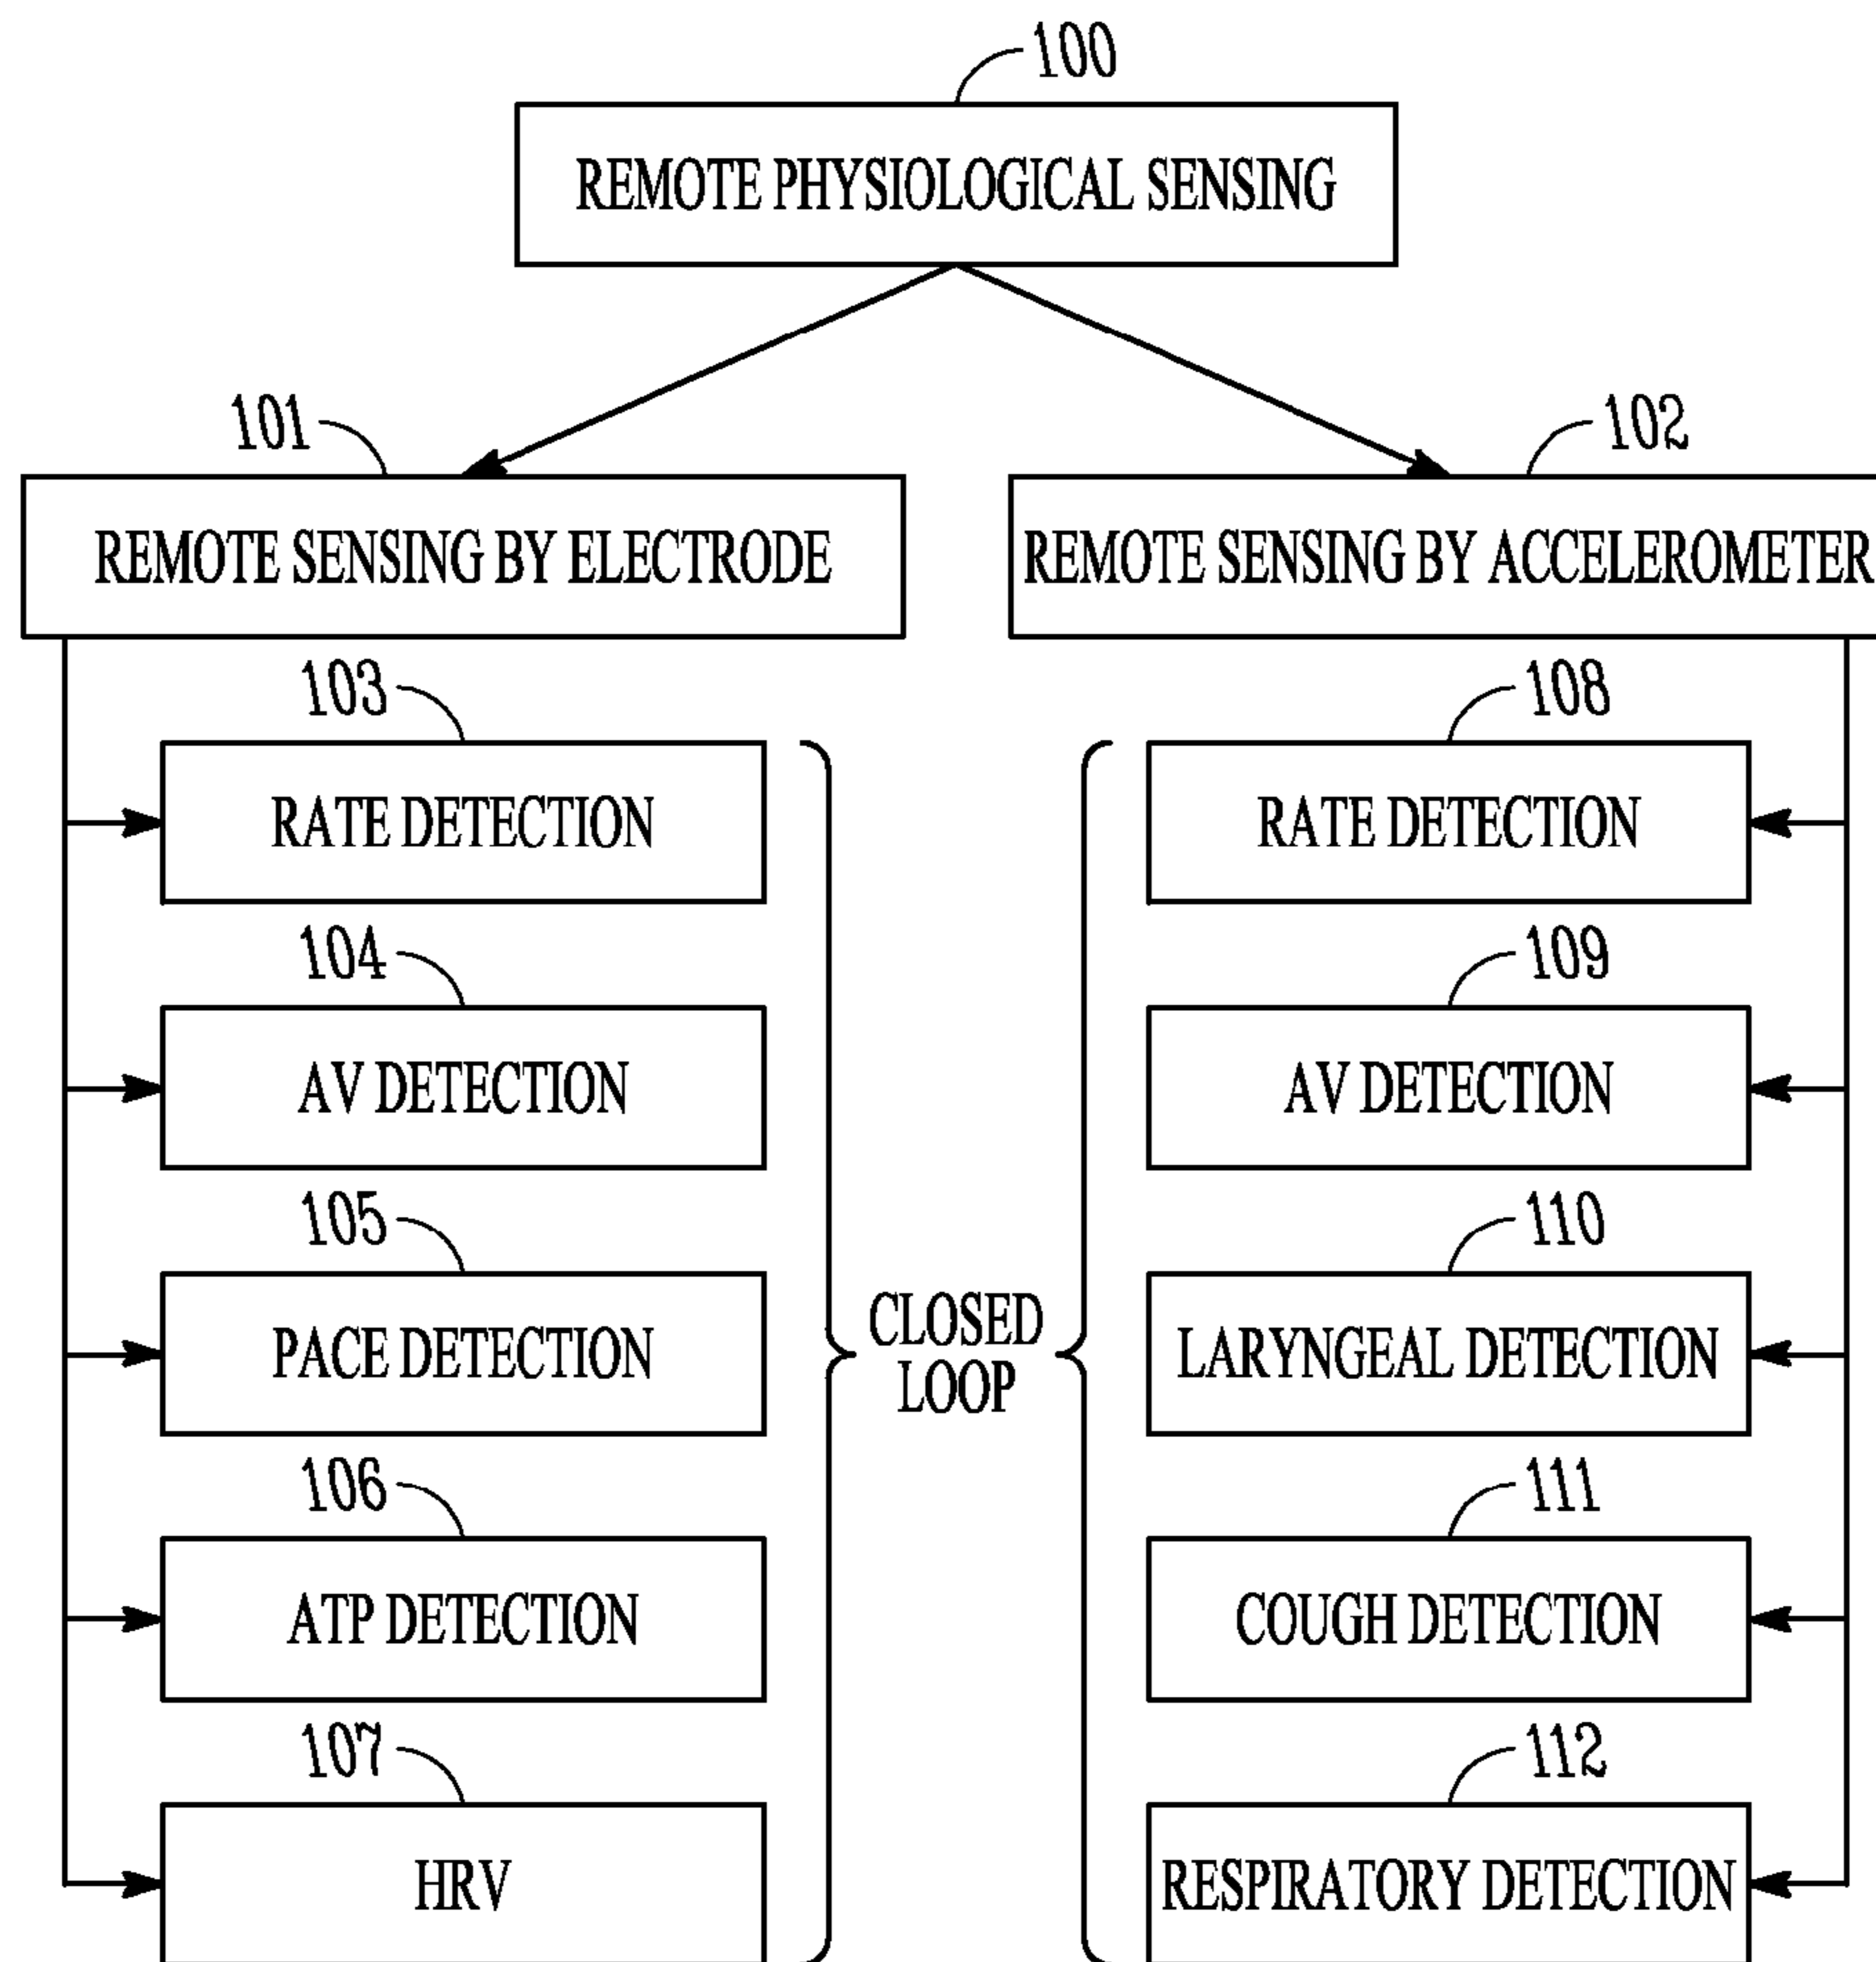 100
REMOTE PHYSIOLOGICAL SENSING
101
REMOTE SENSING BY ELECTRODE
102
REMOTE SENSING BY ACCELEROMETER
103
RATE DETECTION
104
AV DETECTION
105
PACE DETECTION
106
ATP DETECTION
107
HRV
CLOSED
LOOP
108
RATE DETECTION
109
AV DETECTION
110
LARYNGEAL DETECTION
111
COUGH DETECTION
112
RESPIRATORY DETECTION